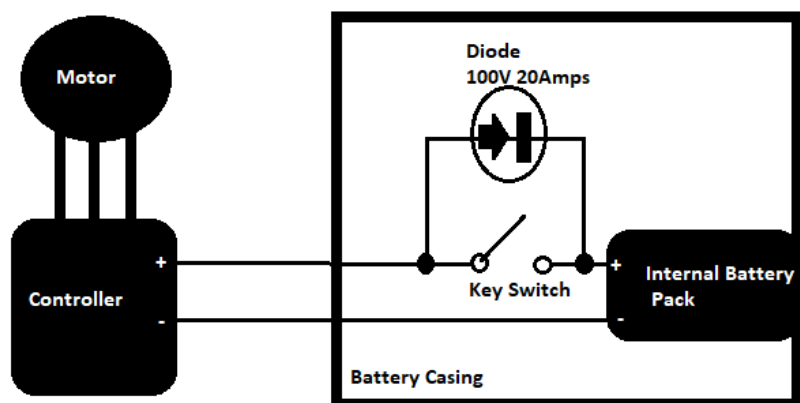 Motor
Diode
100V 20Amps
+
Controller
-
Key Switch
+
Internal Battery
Pack
-
Battery Casing